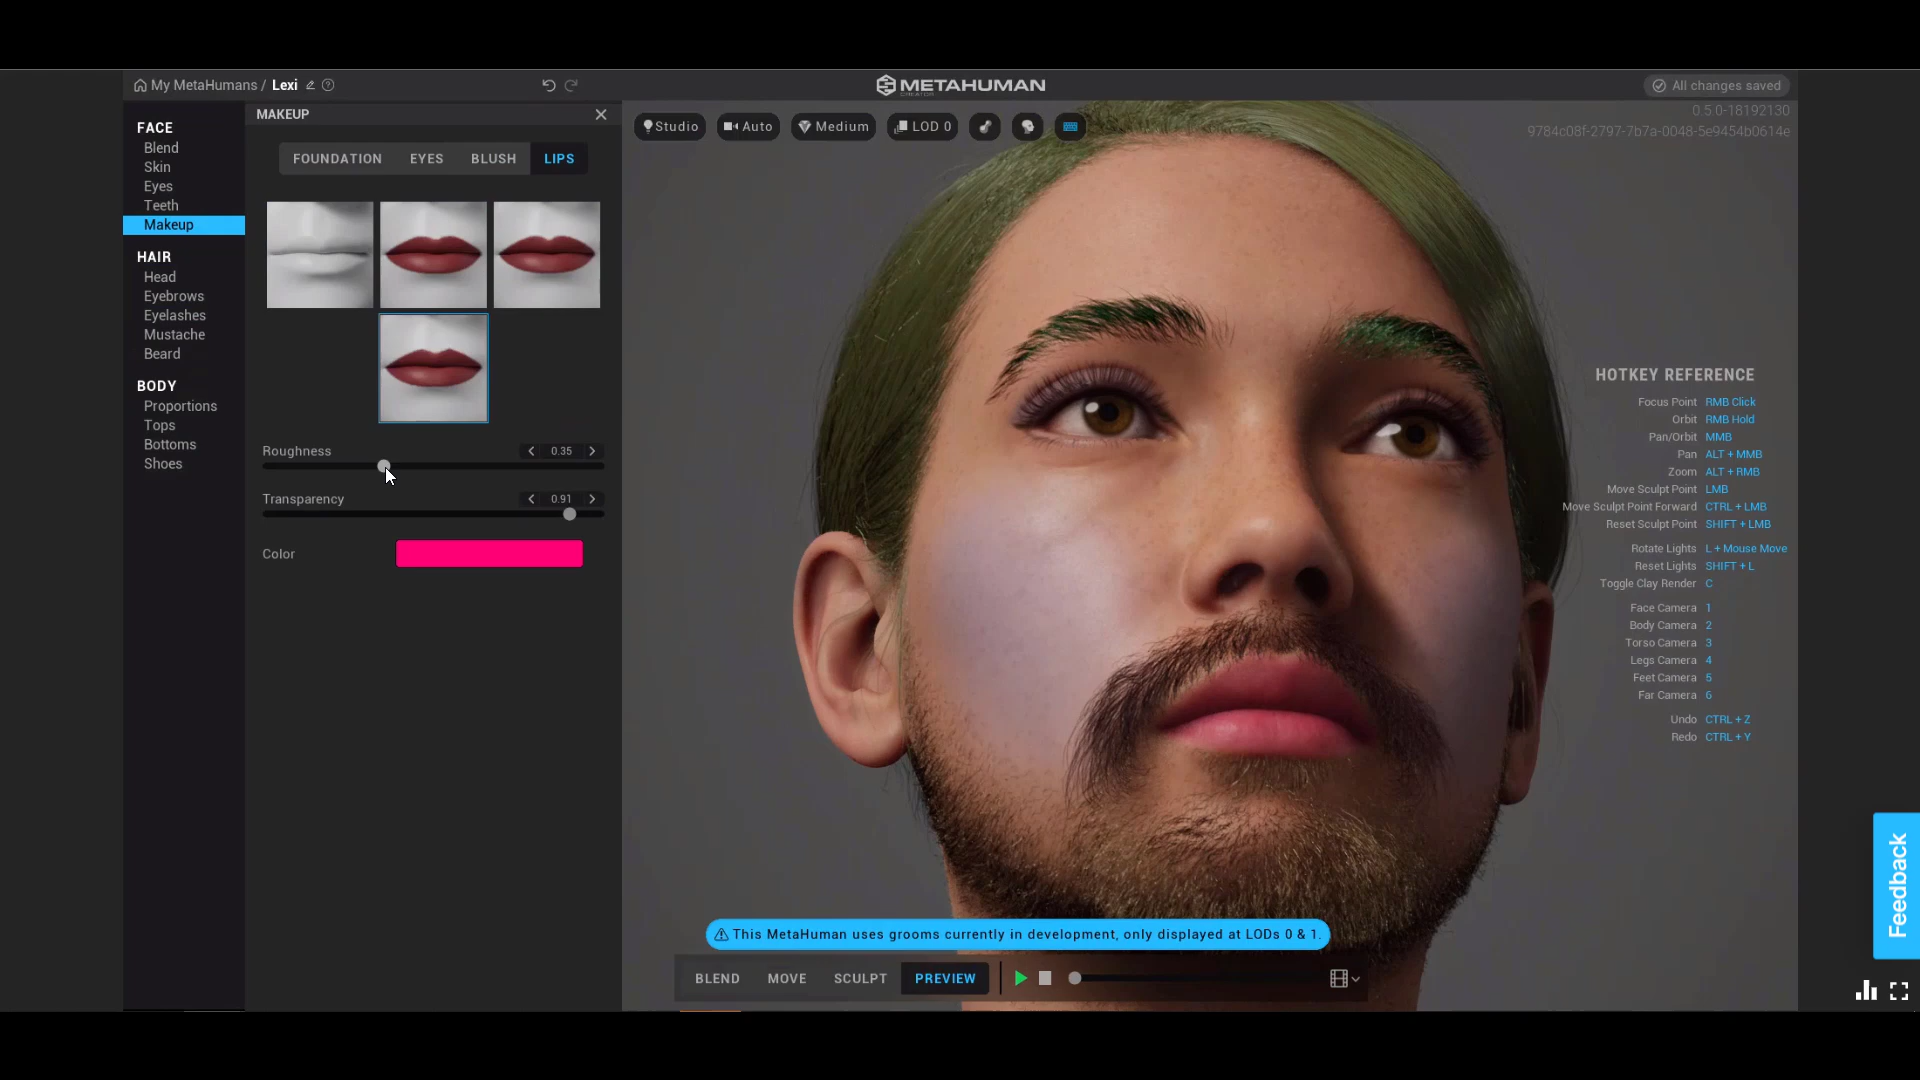 My MetaHumans / Lexi
METAHUMAN
CREATOR
All changes saved
0.5.0-18192130
9784c08f-2797-7b7a-0048-5e9454b0614e
FACE
Blend
Skin
Eyes
Teeth
Makeup
HAIR
Head
Eyebrows
Eyelashes
Mustache
Beard
BODY
Proportions
Tops
Bottoms
Shoes
MAKEUP
FOUNDATION EYES BLUSH LIPS
Roughness 0.35
Transparency 0.91
Color
Studio Auto Medium LOD 0
HOTKEY REFERENCE
Focus Point RMB Click
Orbit RMB Hold
Pan/Orbit MMB
Pan ALT + MMB
Zoom ALT + RMB
Move Sculpt Point LMB
Move Sculpt Point Forward CTRL + LMB
Reset Sculpt Point SHIFT + LMB
Rotate Lights L + Mouse Move
Reset Lights SHIFT + L
Toggle Clay Render C
Face Camera 1
Body Camera 2
Torso Camera 3
Legs Camera 4
Feet Camera 5
Far Camera 6
Undo CTRL + Z
Redo CTRL + Y
Feedback
This MetaHuman uses grooms currently in development, only displayed at LODs 0 & 1.
BLEND MOVE SCULPT PREVIEW